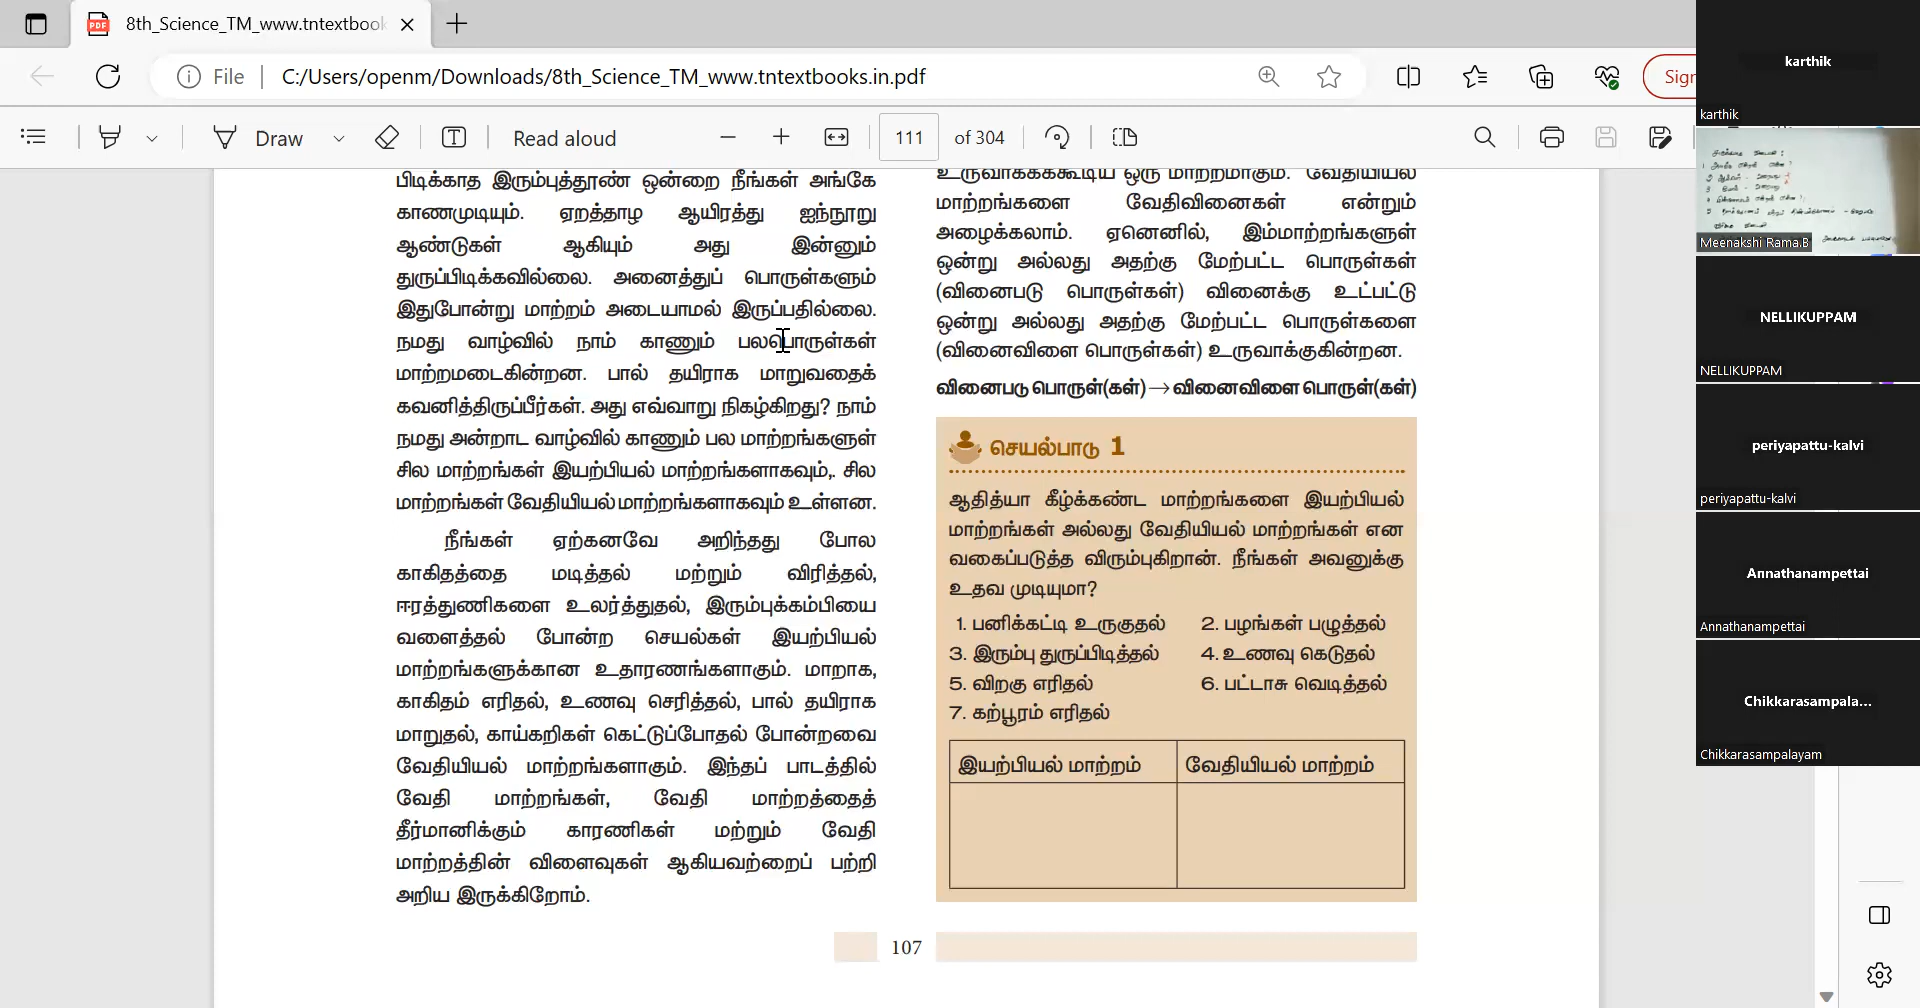 8th_Science_TM_www.tntextbook
File
C:/Users/openm/Downloads/8th_Science_TM_www.tntextbooks.in.pdf
Sign
Draw
Read aloud
111
of 304
பிடிக்காத இரும்புத்தூண் ஒன்றை நீங்கள் அங்கே
காணமுடியும். ஏறத்தாழ ஆயிரத்து ஐந்நூறு
ஆண்டுகள் ஆகியும் அது இன்னும்
துருப்பிடிக்கவில்லை. அனைத்துப் பொருள்களும்
இதுபோன்று மாற்றம் அடையாமல் இருப்பதில்லை.
நமது வாழ்வில் நாம் காணும் பலபொருள்கள்
மாற்றமடைகின்றன. பால் தயிராக மாறுவதைக்
கவனித்திருப்பீர்கள். அது எவ்வாறு நிகழ்கிறது? நாம்
நமது அன்றாட வாழ்வில் காணும் பல மாற்றங்களுள்
சில மாற்றங்கள் இயற்பியல் மாற்றங்களாகவும்,. சில
மாற்றங்கள் வேதியியல் மாற்றங்களாகவும் உள்ளன.
நீங்கள் ஏற்கனவே அறிந்தது போல
காகிதத்தை மடித்தல் மற்றும் விரித்தல்,
ஈரத்துணிகளை உலர்த்துதல், இரும்புக்கம்பியை
வளைத்தல் போன்ற செயல்கள் இயற்பியல்
மாற்றங்களுக்கான உதாரணங்களாகும். மாறாக,
காகிதம் எரிதல், உணவு செரித்தல், பால் தயிராக
மாறுதல், காய்கறிகள் கெட்டுப்போதல் போன்றவை
வேதியியல் மாற்றங்களாகும். இந்தப் பாடத்தில்
வேதி மாற்றங்கள், வேதி மாற்றத்தைத்
தீர்மானிக்கும் காரணிகள் மற்றும் வேதி
மாற்றத்தின் விளைவுகள் ஆகியவற்றைப் பற்றி
அறிய இருக்கிறோம்.
உருவாக்கக்கூடிய ஒரு மாற்றமாகும். வேதியியல்
மாற்றங்களை வேதிவினைகள் என்றும்
அழைக்கலாம். ஏனெனில், இம்மாற்றங்களுள்
ஒன்று அல்லது அதற்கு மேற்பட்ட பொருள்கள்
(வினைபடு பொருள்கள்) வினைக்கு உட்பட்டு
ஒன்று அல்லது அதற்கு மேற்பட்ட பொருள்களை
(வினைவிளை பொருள்கள்) உருவாக்குகின்றன.
வினைபடு பொருள்(கள்) → வினைவிளை பொருள்(கள்)
செயல்பாடு 1
ஆதித்யா கீழ்க்கண்ட மாற்றங்களை இயற்பியல்
மாற்றங்கள் அல்லது வேதியியல் மாற்றங்கள் என
வகைப்படுத்த விரும்புகிறான். நீங்கள் அவனுக்கு
உதவ முடியுமா?
1. பனிக்கட்டி உருகுதல் 2. பழங்கள் பழுத்தல்
3. இரும்பு துருப்பிடித்தல் 4. உணவு கெடுதல்
5. விறகு எரிதல் 6. பட்டாசு வெடித்தல்
7. கற்பூரம் எரிதல்
இயற்பியல் மாற்றம் வேதியியல் மாற்றம்
107
karthik
karthik
Meenakshi Rama.B
NELLIKUPPAM
NELLIKUPPAM
periyapattu-kalvi
periyapattu-kalvi
Annathanampettai
Annathanampettai
Chikkarasampala...
Chikkarasampalayam